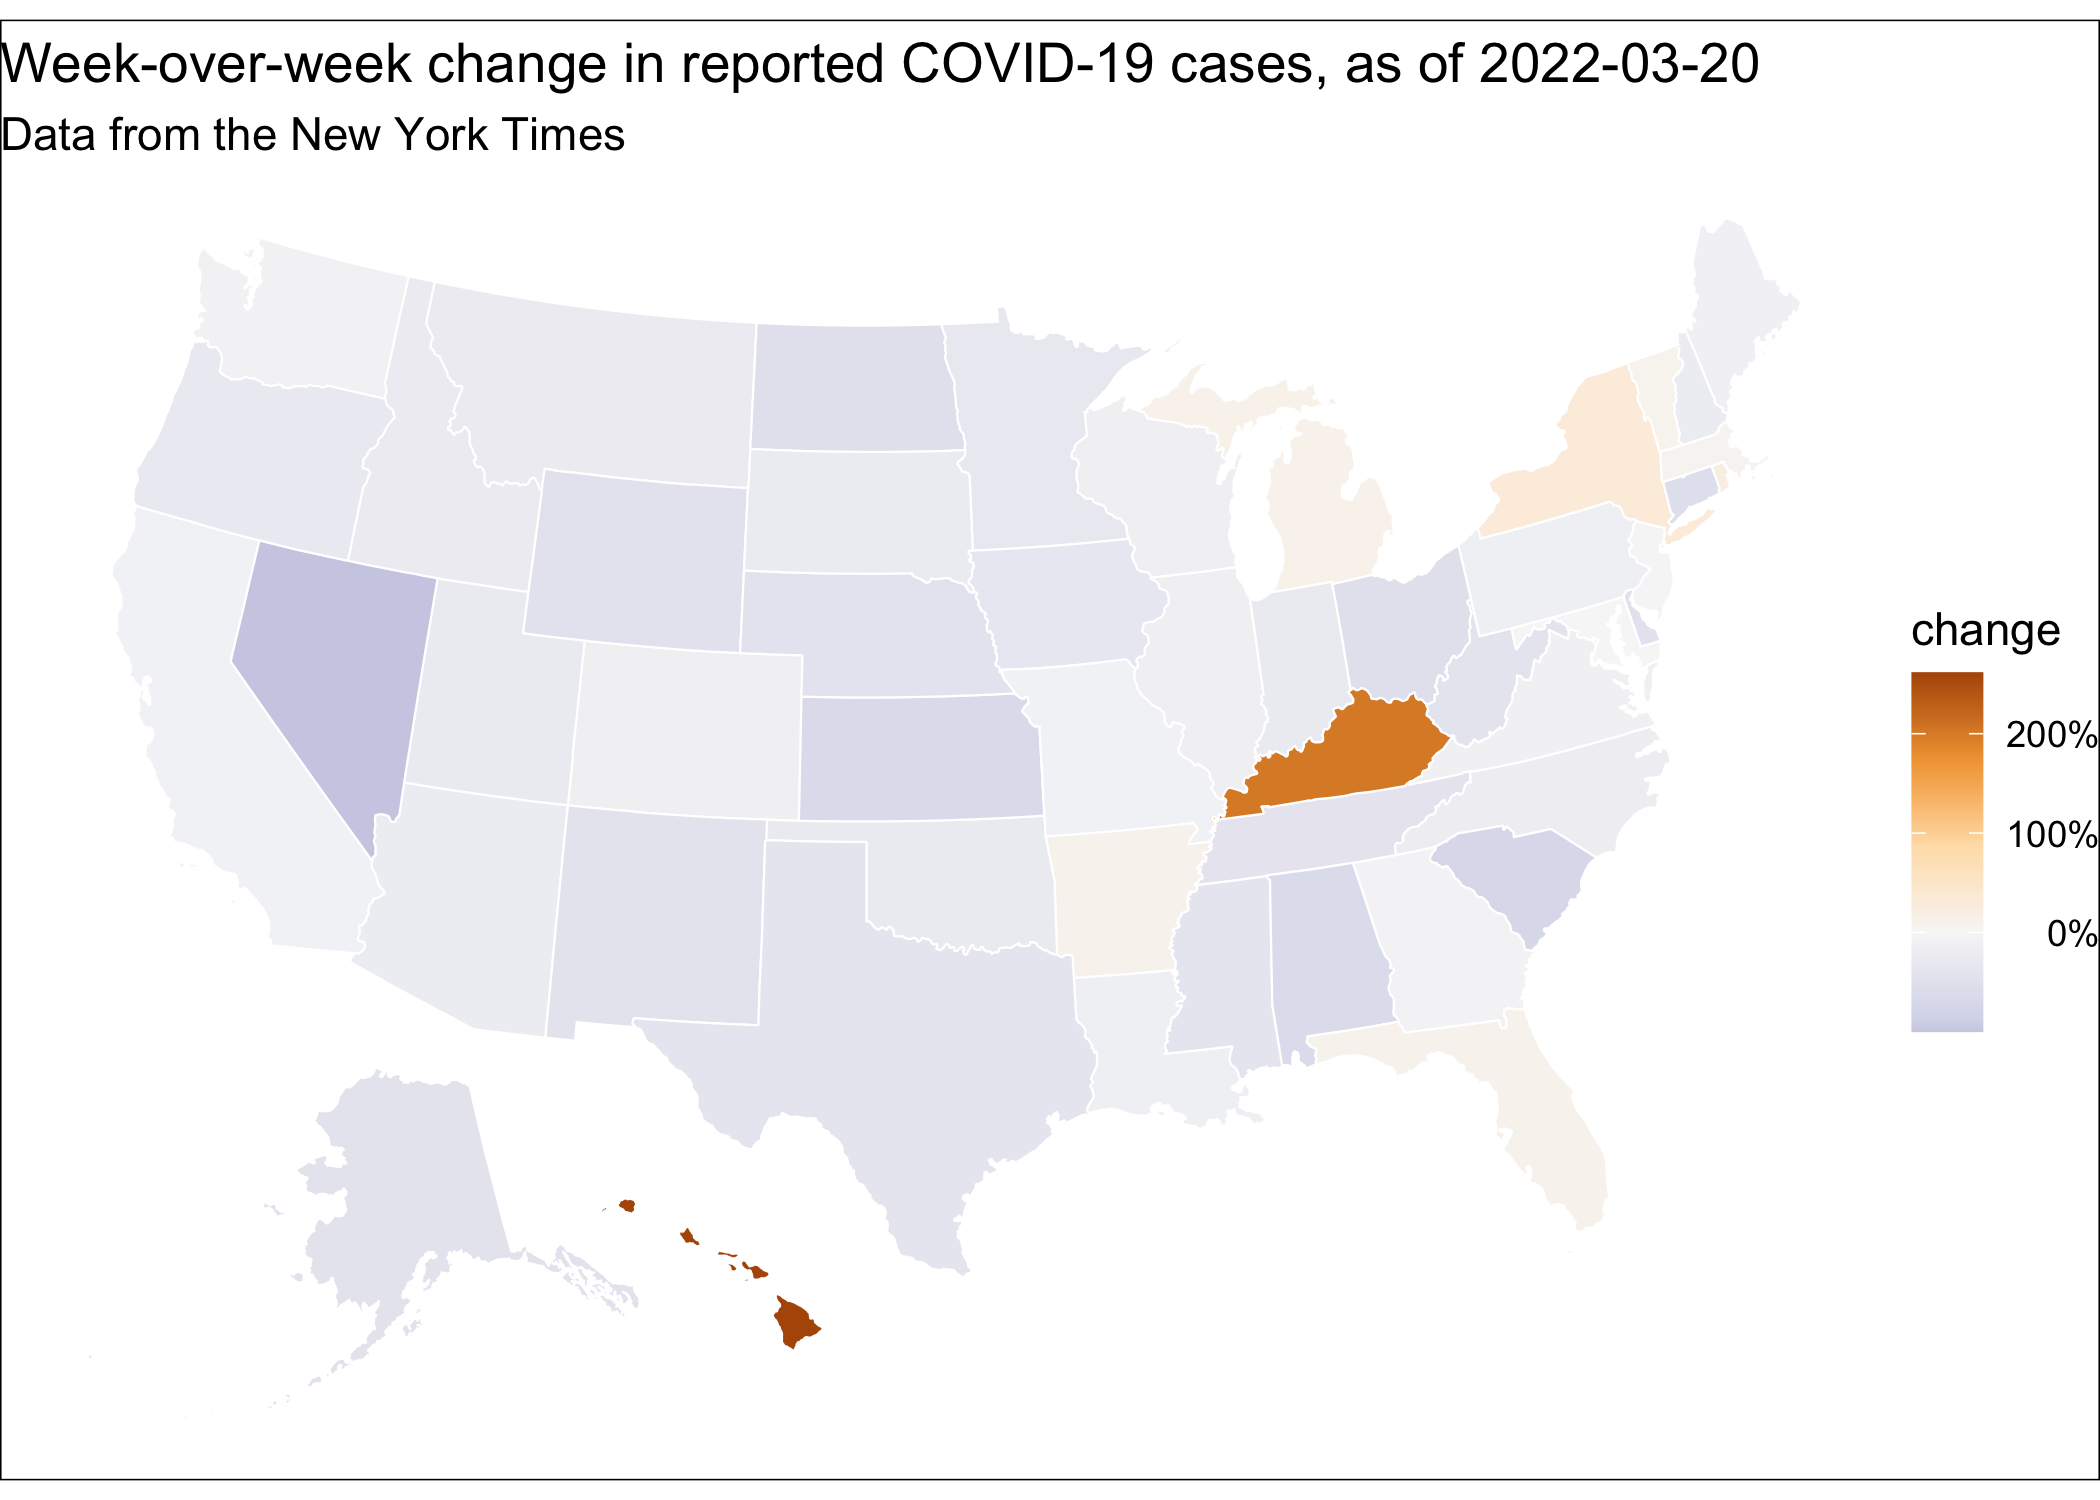 Week-over-week change in reported COVID-19 cases, as of 2022-03-20
Data from the New York Times
change
200%
100%
0%